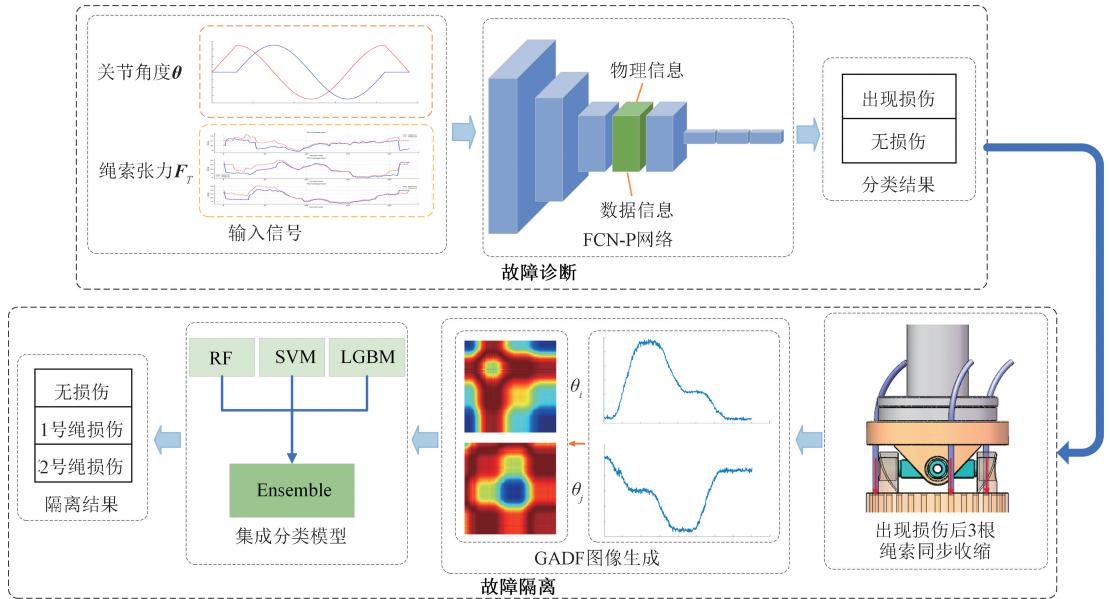 关节角度θ
绳索张力F_T
输入信号
物理信息
数据信息
FCN-P网络
出现损伤
无损伤
分类结果
故障诊断
无损伤
1号绳损伤
2号绳损伤
隔离结果
RF
SVM
LGBM
Ensemble
集成分类模型
θ_i
θ_j
GADF图像生成
出现损伤后3根
绳索同步收缩
故障隔离